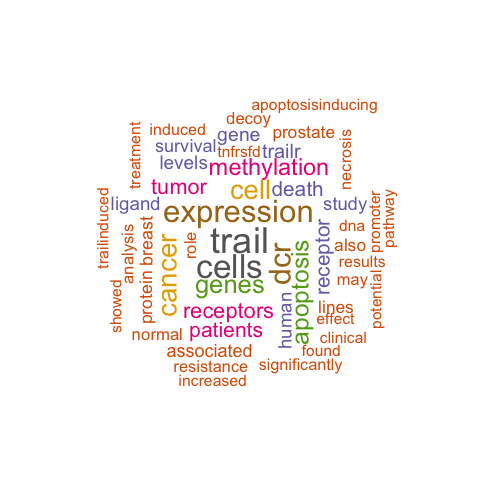 apoptosisinducing
decoy
induced
gene
prostate
survival
tnfrsfd
trailr
levels
methylation
necrosis
treatment
tumor
cell
death
ligand
expression
study
trailinduced
analysis
protein
breast
cancer
role
trail
cells
dcr
genes
apoptosis
receptor
dna
also
results
may
promoter
pathway
potential
showed
receptors
patients
human
lines
effect
normal
clinical
associated
found
resistance
significantly
increased